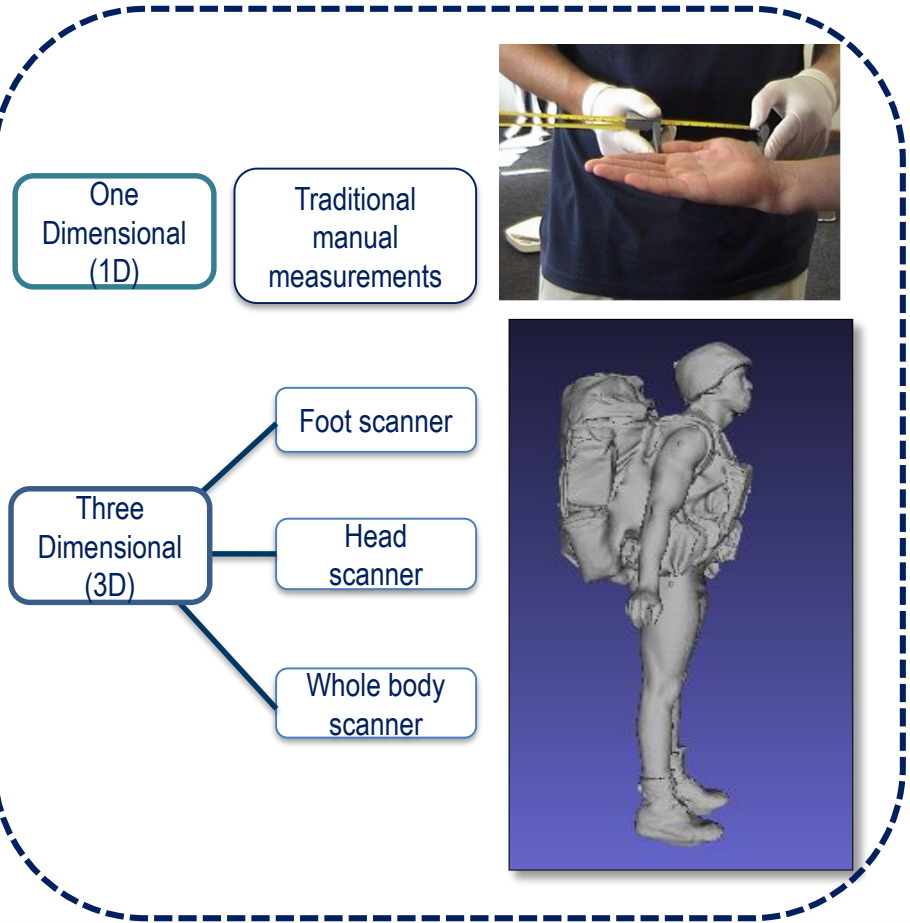 One
Dimensional
(1D)
Traditional
manual
measurements
Foot scanner
Three
Dimensional
(3D)
Head
scanner
Whole body
scanner